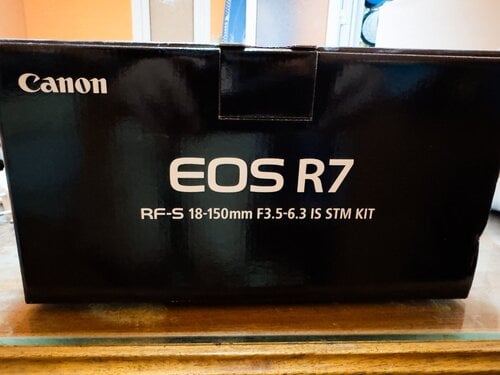 Canon
EOS R7
RF-S 18-150mm F3.5-6.3 IS STM KIT